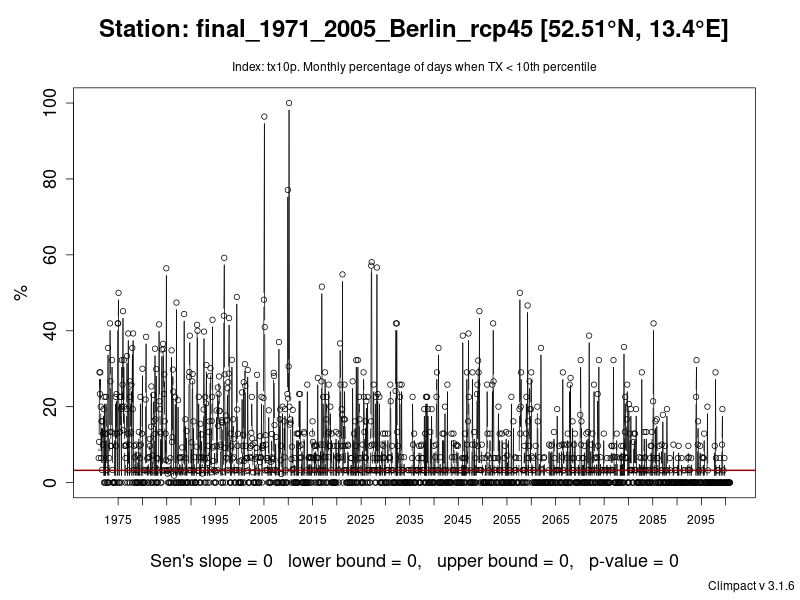 Station: final_1971_2005_Berlin_rcp45 [52.51°N, 13.4°E]
Index: tx10p. Monthly percentage of days when TX < 10th percentile
100
80
60
40
20
0
%
1975 1985 1995 2005 2015 2025 2035 2045 2055 2065 2075 2085 2095
Sen's slope = 0 lower bound = 0, upper bound = 0, p-value = 0
Climpact v 3.1.6